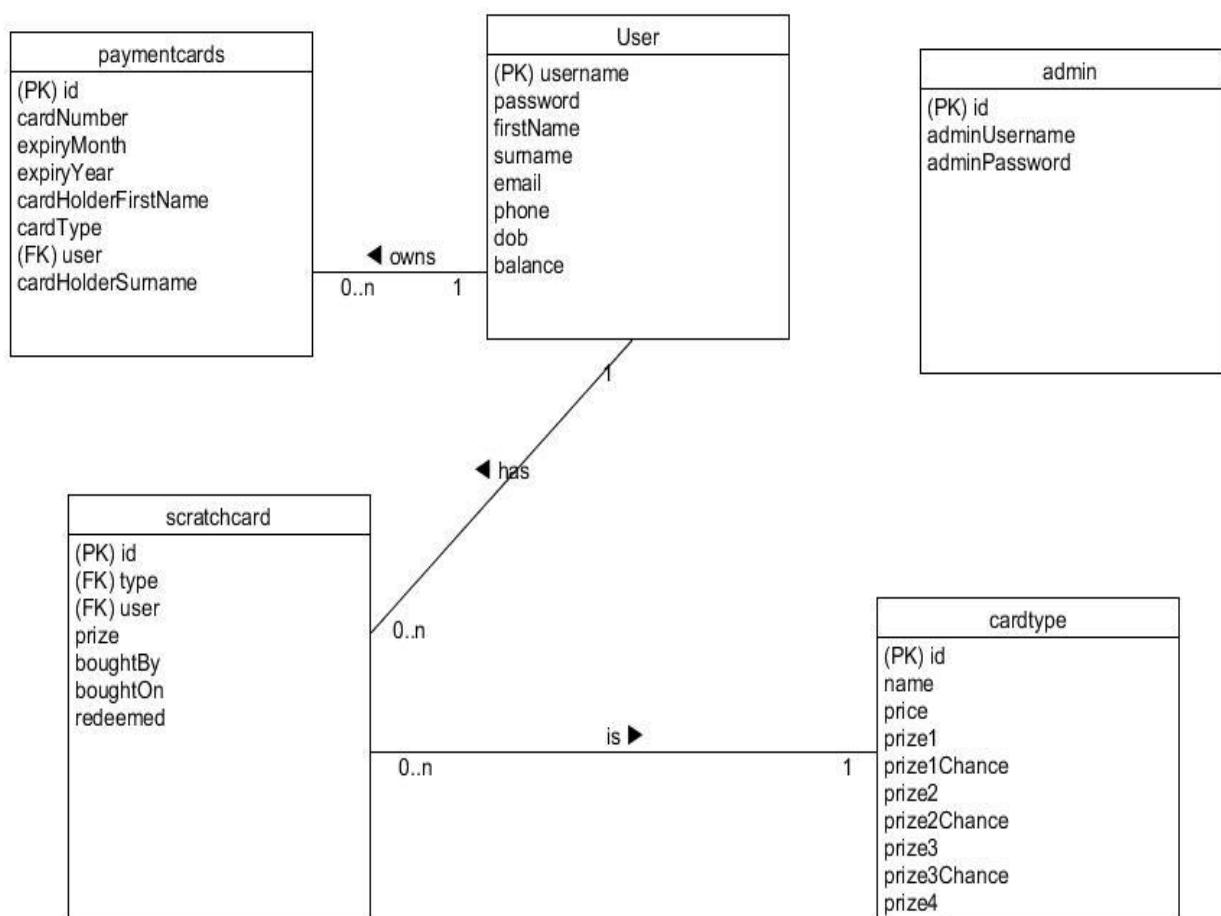 paymentcards
(PK) id
cardNumber
expiryMonth
expiryYear
cardHolderFirstName
cardType
(FK) user
cardHolderSurname
User
(PK) username
password
firstName
surname
email
phone
dob
balance
admin
(PK) id
adminUsername
adminPassword
◀ owns
0..n
1
1
◀ has
0..n
scratchcard
(PK) id
(FK) type
(FK) user
prize
boughtBy
boughtOn
redeemed
is ▶
0..n
1
cardtype
(PK) id
name
price
prize1
prize1Chance
prize2
prize2Chance
prize3
prize3Chance
prize4